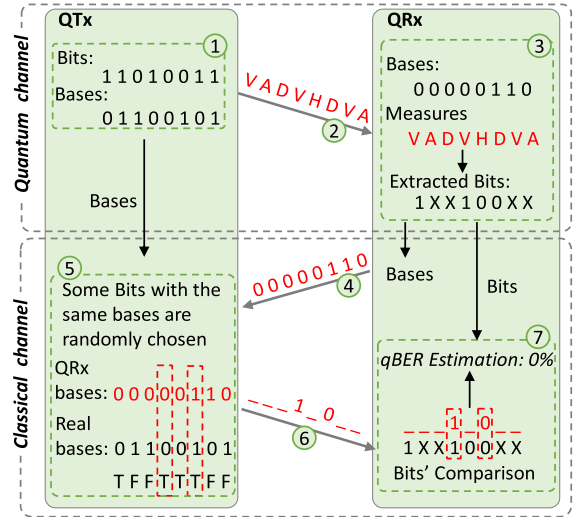 QTx
QRx
Quantum channel
1
Bits:
1 1 0 1 0 0 1 1
Bases:
0 1 1 0 0 1 0 1
V A D V H D V A
2
3
Bases:
0 0 0 0 0 1 1 0
Measures
V A D V H D V A
Extracted Bits:
1 X X 1 0 0 X X
Bases
Classical channel
5
Some Bits with the
same bases are
randomly chosen
QRx
bases: 0 0 0 0 0 1 1 0
Real
bases: 0 1 1 0 0 1 0 1
T F F T T T F F
0 0 0 0 0 1 1 0
4
Bases
Bits
_ _ _ 1 _ 0 _ _
6
7
qBER Estimation: 0%
_ _ _ 1 _ 0 _ _
1 X X 1 0 0 X X
Bits' Comparison